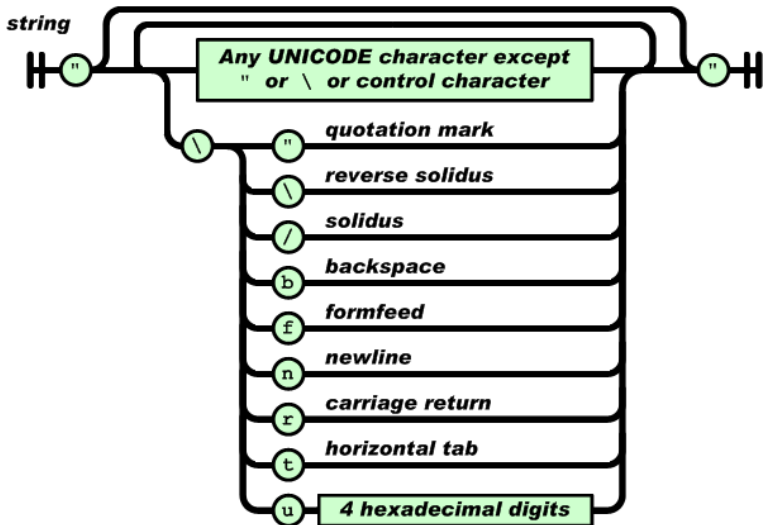 string
"
Any UNICODE character except
" or \ or control character
"
\
" quotation mark
\ reverse solidus
/ solidus
b backspace
f formfeed
n newline
r carriage return
t horizontal tab
u 4 hexadecimal digits